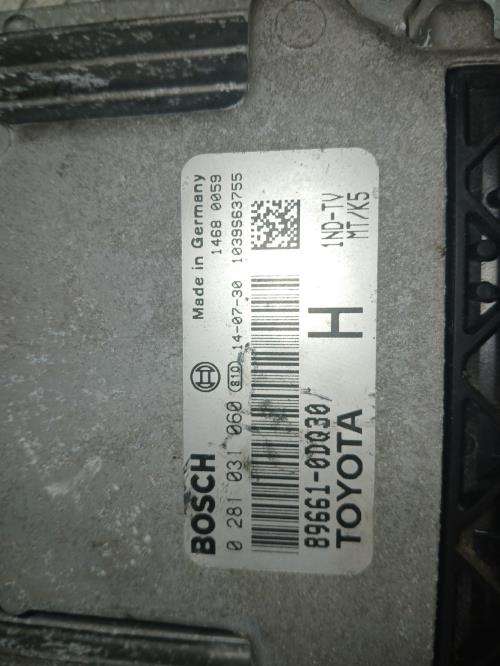 BOSCH
Made in Germany
1468 0059
0 281 031 060 810 14-07-30 1039S63755
89661-0DQ30 H 1ND-TV
TOYOTA MT/K5